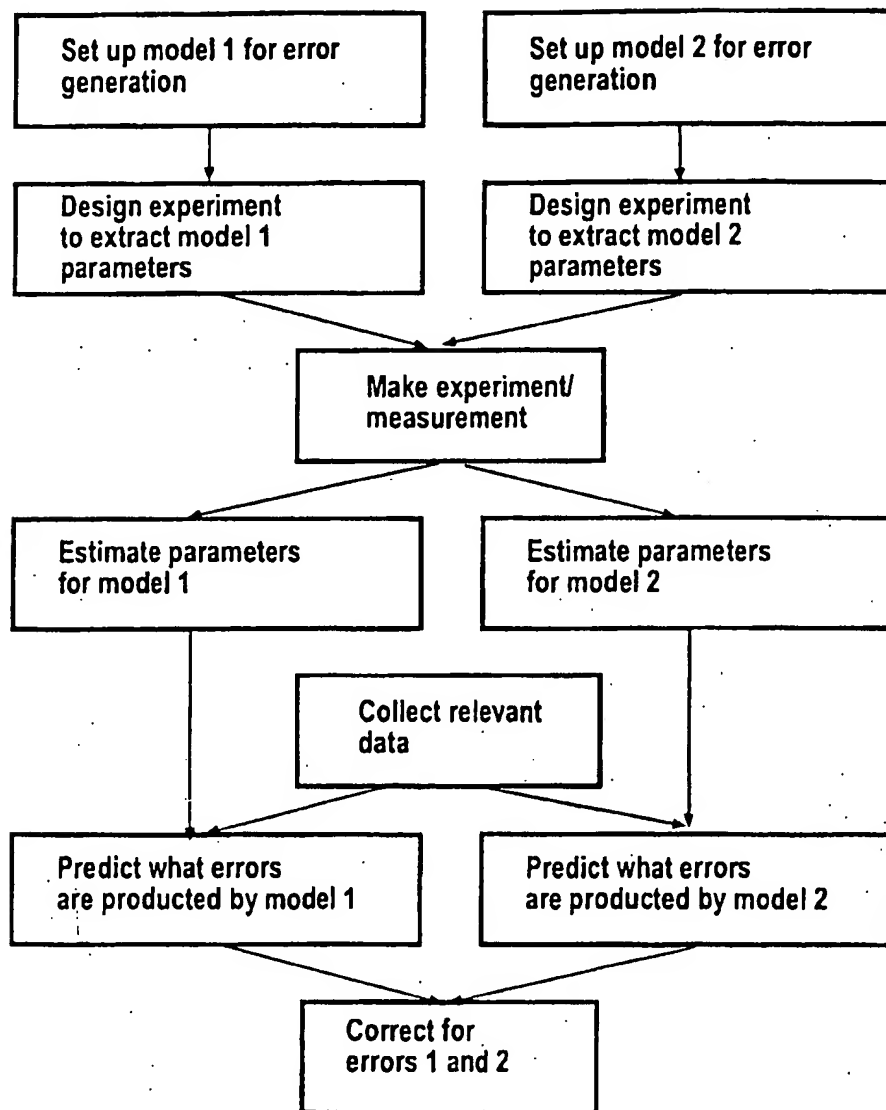 Set up model 1 for error
generation
Set up model 2 for error
generation
Design experiment
to extract model 1
parameters
Design experiment
to extract model 2
parameters
Make experiment/
measurement
Estimate parameters
for model 1
Estimate parameters
for model 2
Collect relevant
data
Predict what errors
are producted by model 1
Predict what errors
are producted by model 2
Correct for
errors 1 and 2